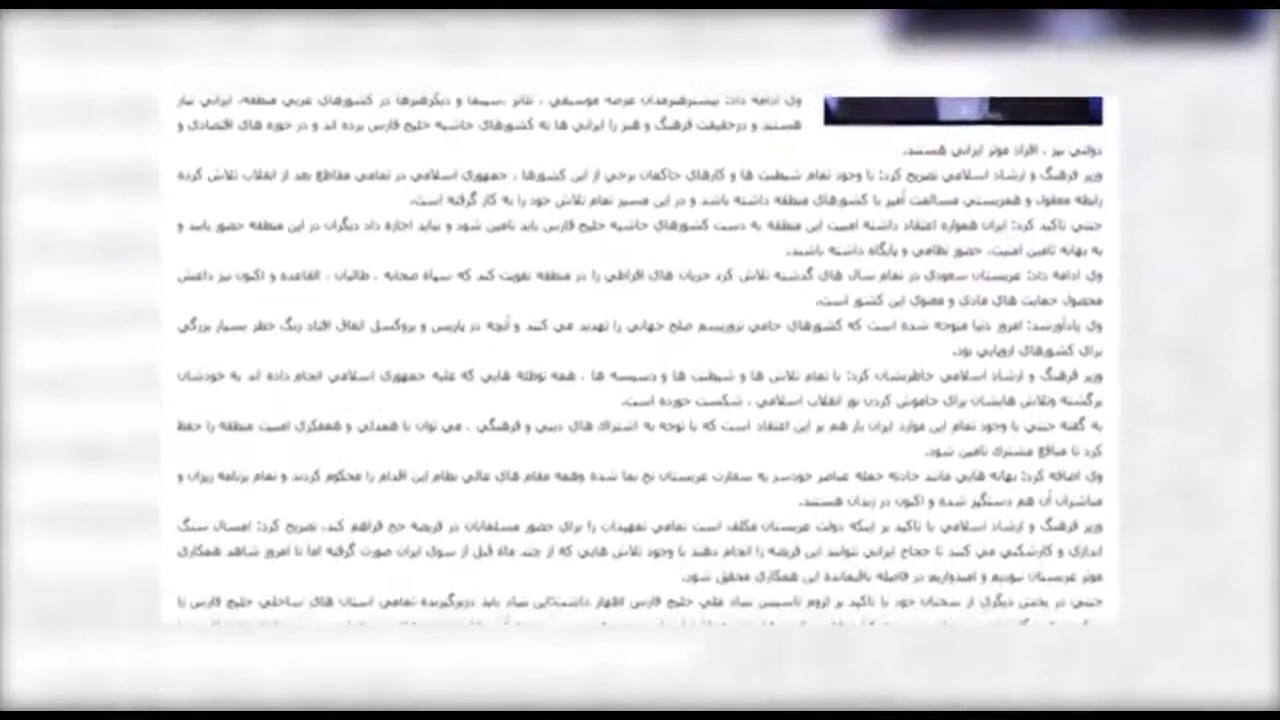 وی ادامه داد: بیشترهنرمندان عرصه موسیقی ، تئاتر ،سینما و دیگرهنرها در کشورهای عربی منطقه، ایرانی تبار
هستند و درحقیقت فرهنگ و هنر را ایرانی ها به کشورهای حاشیه خلیج فارس برده اند و در حوزه های اقتصادی و
دولتی نیز ، افراد موثر ایرانی هستند.
وزیر فرهنگ و ارشاد اسلامی تصریح کرد: با وجود تمام شیطنت ها و کارهای حاکمان برخی از این کشورها ، جمهوری اسلامی در تمامی مقاطع بعد از انقلاب تلاش کرده
رابطه معقول و همزیستی مسالمت آمیز با کشورهای منطقه داشته باشد و در این مسیر تمام تلاش خود را به کار گرفته است.
جنتی تاکید کرد: ایران همواره اعتقاد داشته امنیت این منطقه به دست کشورهای حاشیه خلیج فارس باید تامین شود و نباید اجازه داد دیگران در این منطقه حضور یابند و
به بهانه تامین امنیت، حضور نظامی و پایگاه داشته باشند.
وی ادامه داد: عربستان سعودی در تمام سال های گذشته تلاش کرد جریان های افراطی را در منطقه تقویت کند که سپاه صحابه ، طالبان ، القاعده و اکنون نیز داعش
محصول حمایت های مادی و معنوی این کشور است.
وی یادآورشد: امروز دنیا متوجه شده است که کشورهای حامی تروریسم صلح جهانی را تهدید می کنند و آنچه در پاریس و بروکسل اتفاق افتاد زنگ خطر بسیار بزرگی
برای کشورهای اروپایی بود.
وزیر فرهنگ و ارشاد اسلامی خاطرنشان کرد: با تمام تلاش ها و شیطنت ها و دسیسه ها ، همه توطئه هایی که علیه جمهوری اسلامی انجام داده اند به خودشان
برگشته وتلاش هایشان برای خاموش کردن نور انقلاب اسلامی ، شکست خورده است.
به گفته جنتی با وجود تمام این موارد ایران باز هم بر این اعتقاد است که با توجه به اشتراک های دینی و فرهنگی ، می توان با همدلی و همفکری امنیت منطقه را حفظ
کرد تا منافع مشترک تامین شود.
وی اضافه کرد: بهانه هایی مانند حادثه حمله عناصر خودسر به سفارت عربستان نخ نما شده وهمه مقام های عالی نظام این اقدام را محکوم کردند و تمام برنامه ریزان و
مباشران آن هم دستگیر شده و اکنون در زندان هستند.
وزیر فرهنگ و ارشاد اسلامی با تاکید بر اینکه دولت عربستان مکلف است تمامی تمهیدات را برای حضور مسلمانان در فریضه حج فراهم کند، تصریح کرد: امسال سنگ
اندازی و کارشکنی می کنند تا حجاج ایرانی نتوانند این فریضه را انجام دهند با وجود تلاش هایی که از چند ماه قبل از سوی ایران صورت گرفته اما تا امروز شاهد همکاری
موثر عربستان نبودیم و امیدواریم در فاصله باقیمانده این همکاری محقق شود.
جنتی در بخش دیگری از سخنان خود با تاکید بر لزوم تاسیس بنیاد ملی خلیج فارس اظهار داشت:این بنیاد باید دربرگیرنده تمامی استان های ساحلی خلیج فارس را